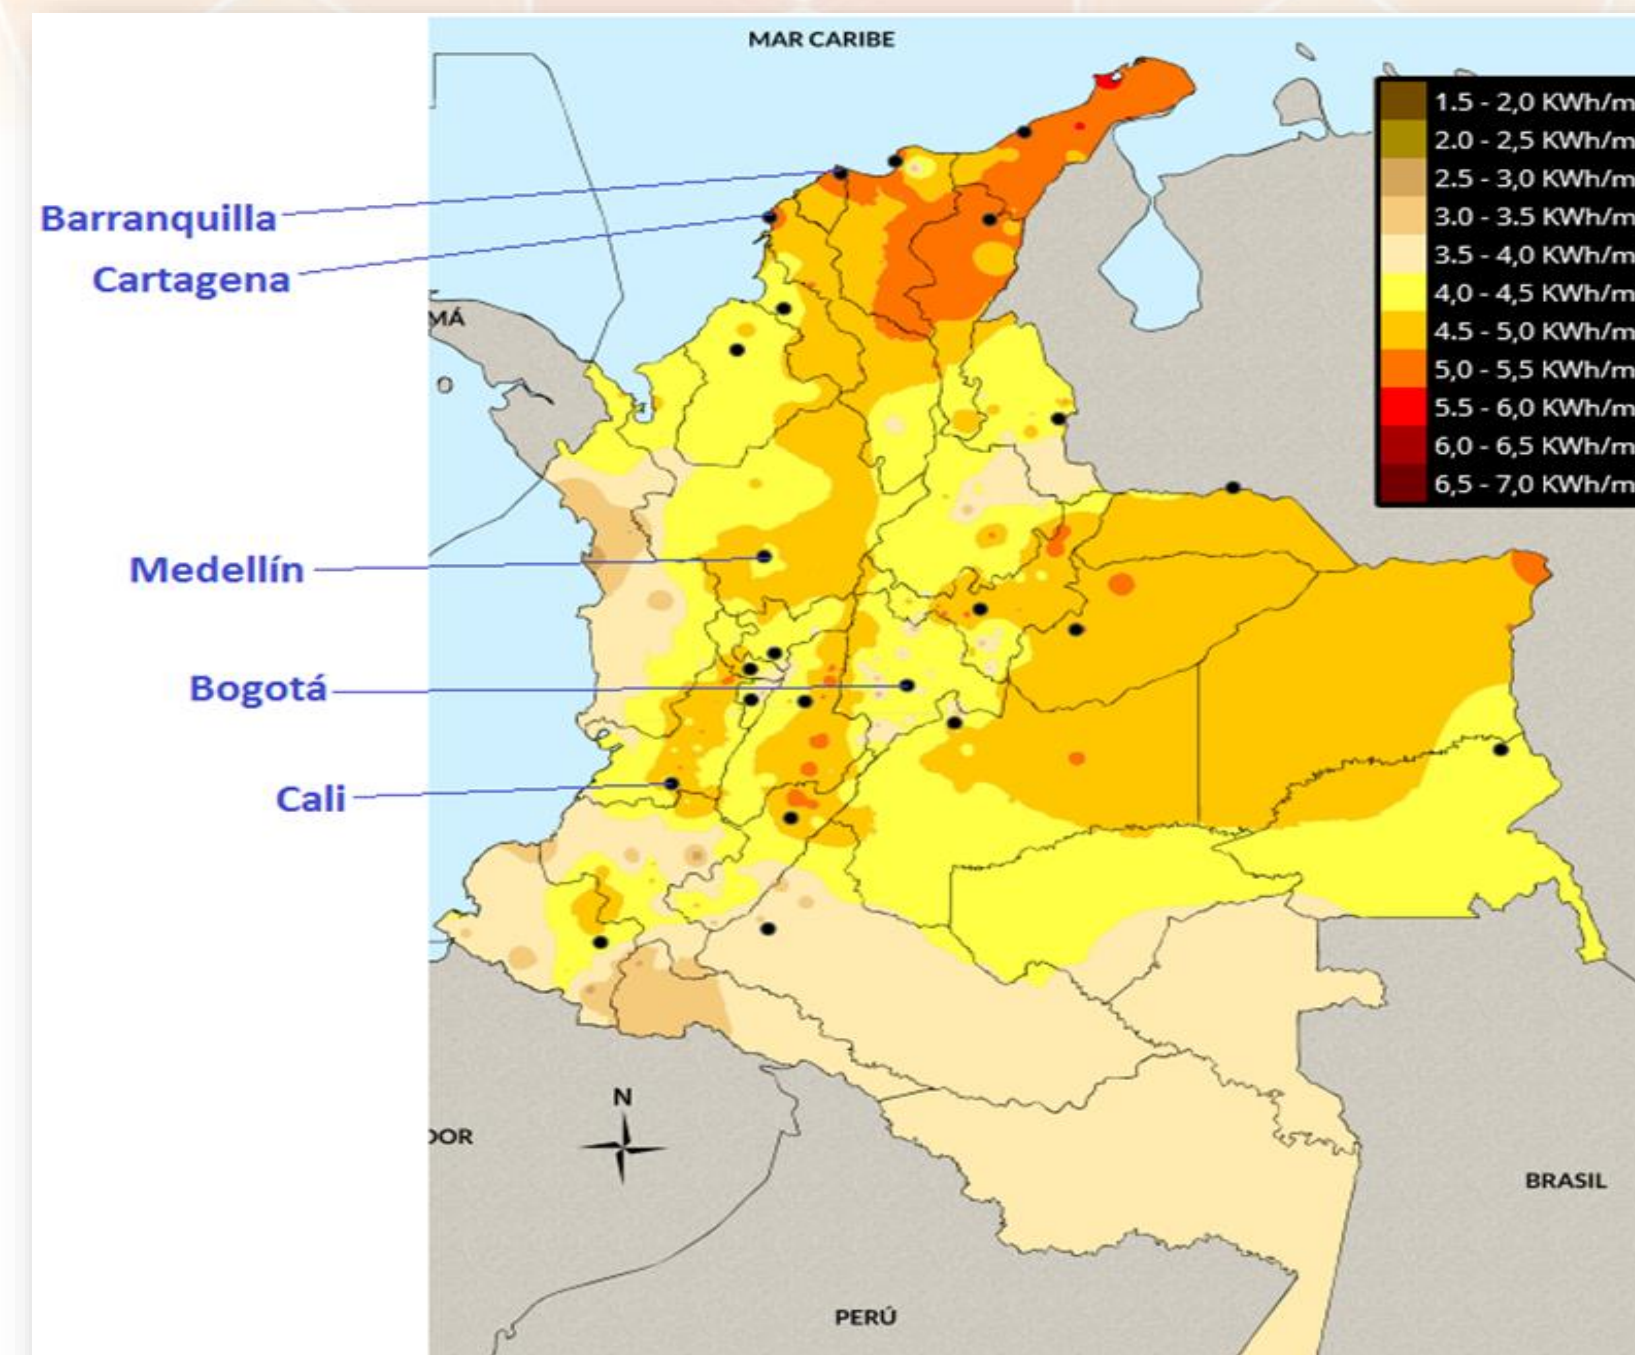 MAR CARIBE
1.5 - 2,0 KWh/m
2.0 - 2,5 KWh/m
2.5 - 3,0 KWh/m
3.0 - 3.5 KWh/m
3.5 - 4,0 KWh/m
4,0 - 4,5 KWh/m
4.5 - 5,0 KWh/m
5,0 - 5,5 KWh/m
5.5 - 6,0 KWh/m
6,0 - 6,5 KWh/m
6,5 - 7,0 KWh/m
Barranquilla
Cartagena
MÁ
O
Medellín
Bogotá
Cali
N
DOR
BRASIL
PERÚ